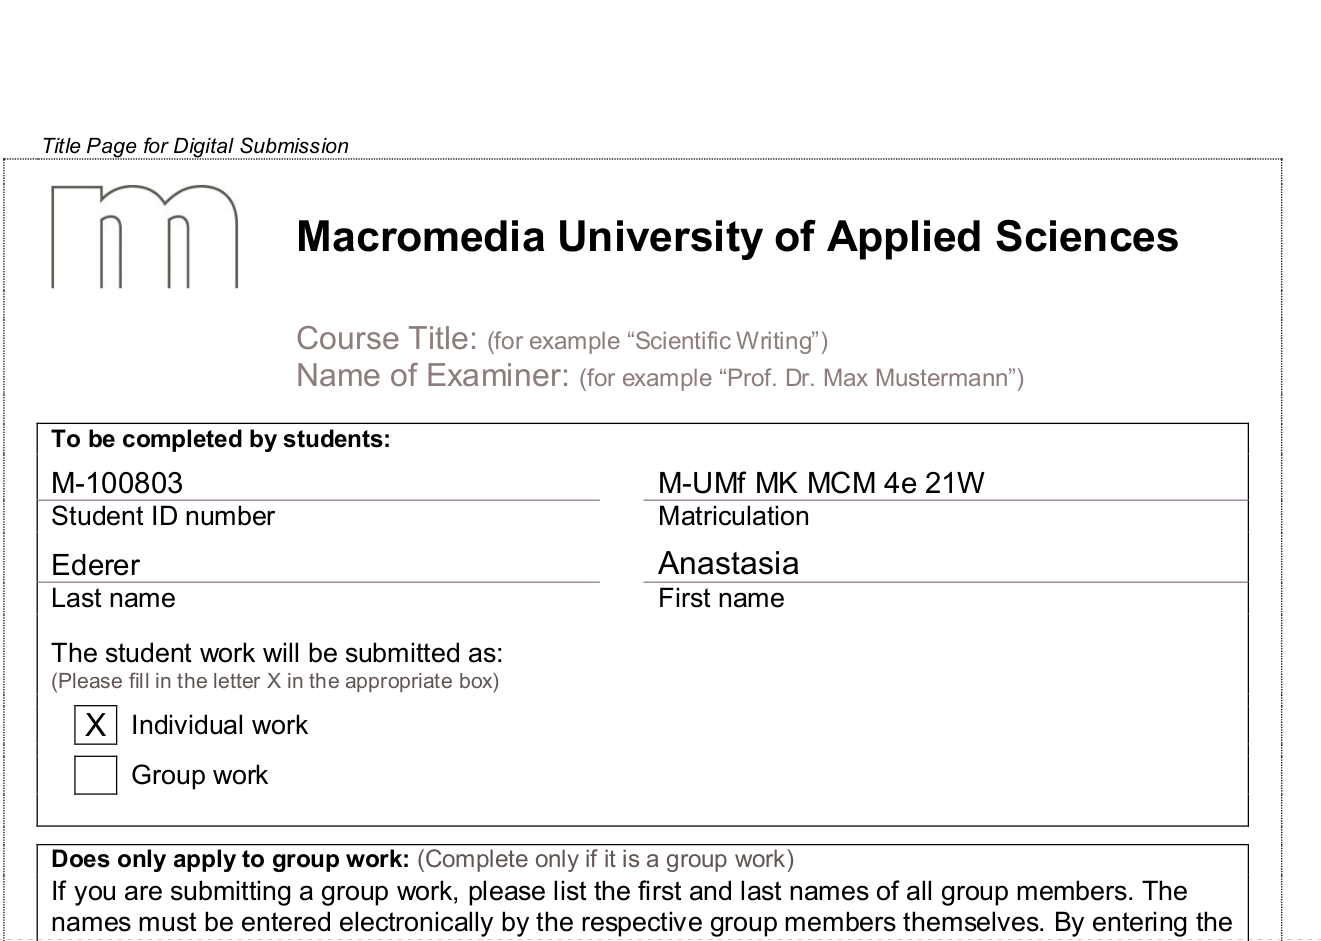 Title Page for Digital Submission
m
Macromedia University of Applied Sciences
Course Title: (for example “Scientific Writing”)
Name of Examiner: (for example “Prof. Dr. Max Mustermann”)
To be completed by students:
M-100803
M-UMf MK MCM 4e 21W
Student ID number
Matriculation
Ederer
Anastasia
Last name
First name
The student work will be submitted as:
(Please fill in the letter X in the appropriate box)
X Individual work
Group work
Does only apply to group work: (Complete only if it is a group work)
If you are submitting a group work, please list the first and last names of all group members. The
names must be entered electronically by the respective group members themselves. By entering the